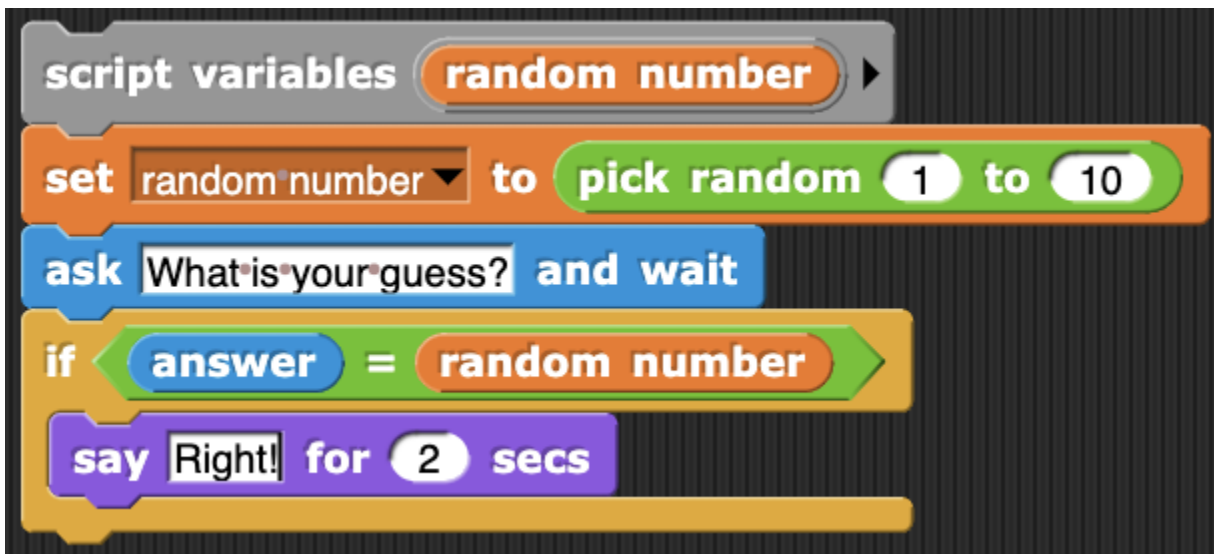 script variables random number
set random number to pick random 1 to 10
ask What is your guess? and wait
if answer = random number
say Right! for 2 secs